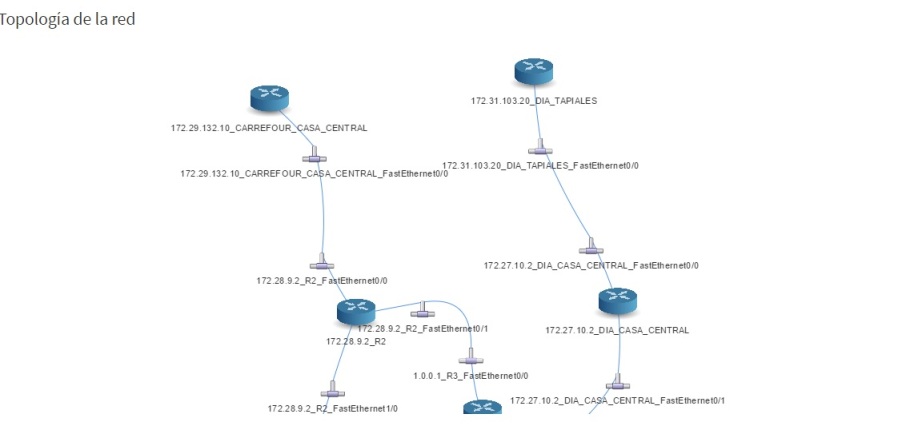 Topología de la red
172.31.103.20_DIA_TAPIALES
172.29.132.10_CARREFOUR_CASA_CENTRAL
172.31.103.20_DIA_TAPIALES_FastEthernet0/0
172.29.132.10_CARREFOUR_CASA_CENTRAL_FastEthernet0/0
172.27.10.2_DIA_CASA_CENTRAL_FastEthernet0/0
172.28.9.2_R2_FastEthernet0/0
172.28.9.2_R2_FastEthernet0/1
172.27.10.2_DIA_CASA_CENTRAL
172.28.9.2_R2
1.0.0.1_R3_FastEthernet0/0
172.27.10.2_DIA_CASA_CENTRAL_FastEthernet0/1
172.28.9.2_R2_FastEthernet1/0